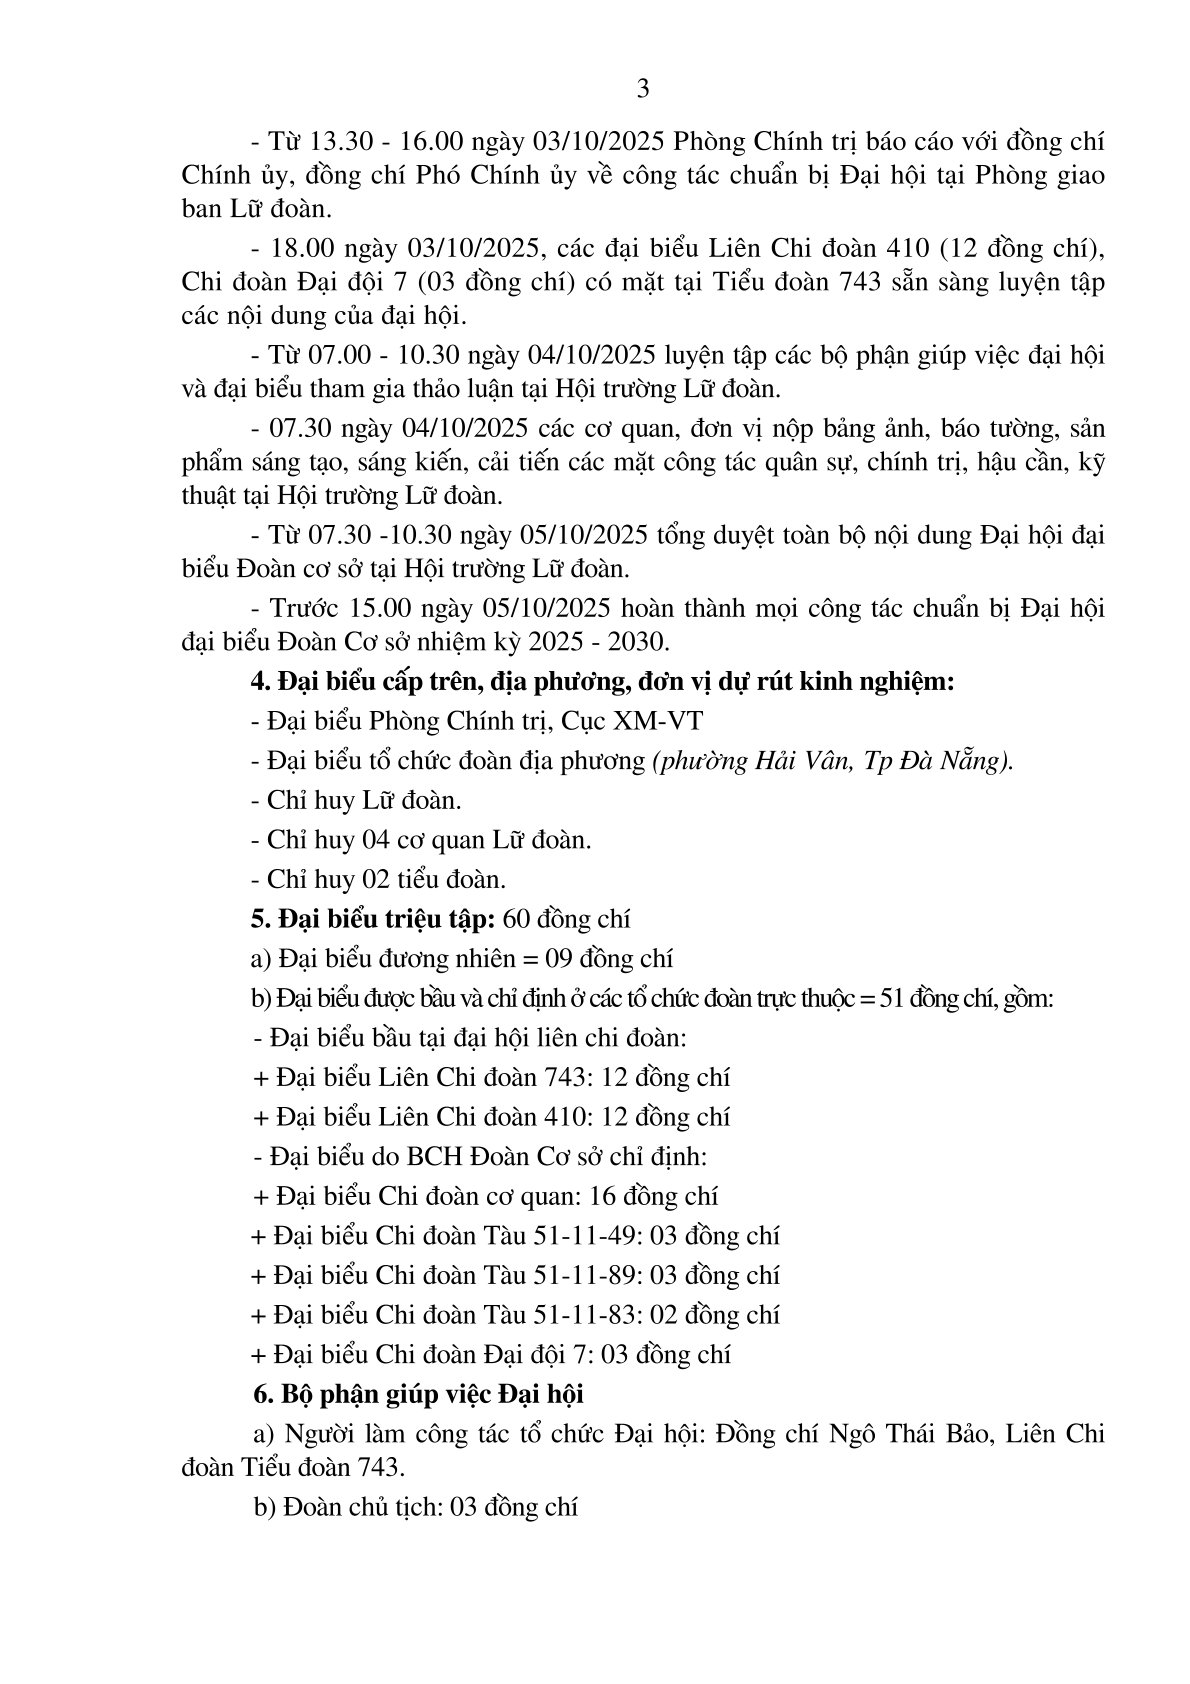 3
- Từ 13.30 - 16.00 ngày 03/10/2025 Phòng Chính trị báo cáo với đồng chí
Chính ủy, đồng chí Phó Chính ủy về công tác chuẩn bị Đại hội tại Phòng giao
ban Lữ đoàn.
- 18.00 ngày 03/10/2025, các đại biểu Liên Chi đoàn 410 (12 đồng chí),
Chi đoàn Đại đội 7 (03 đồng chí) có mặt tại Tiểu đoàn 743 sẵn sàng luyện tập
các nội dung của đại hội.
- Từ 07.00 - 10.30 ngày 04/10/2025 luyện tập các bộ phận giúp việc đại hội
và đại biểu tham gia thảo luận tại Hội trường Lữ đoàn.
- 07.30 ngày 04/10/2025 các cơ quan, đơn vị nộp bảng ảnh, báo tường, sản
phẩm sáng tạo, sáng kiến, cải tiến các mặt công tác quân sự, chính trị, hậu cần, kỹ
thuật tại Hội trường Lữ đoàn.
- Từ 07.30 -10.30 ngày 05/10/2025 tổng duyệt toàn bộ nội dung Đại hội đại
biểu Đoàn cơ sở tại Hội trường Lữ đoàn.
- Trước 15.00 ngày 05/10/2025 hoàn thành mọi công tác chuẩn bị Đại hội
đại biểu Đoàn Cơ sở nhiệm kỳ 2025 - 2030.
4. Đại biểu cấp trên, địa phương, đơn vị dự rút kinh nghiệm:
- Đại biểu Phòng Chính trị, Cục XM-VT
- Đại biểu tổ chức đoàn địa phương (phường Hải Vân, Tp Đà Nẵng).
- Chỉ huy Lữ đoàn.
- Chỉ huy 04 cơ quan Lữ đoàn.
- Chỉ huy 02 tiểu đoàn.
5. Đại biểu triệu tập: 60 đồng chí
a) Đại biểu đương nhiên = 09 đồng chí
b) Đại biểu được bầu và chỉ định ở các tổ chức đoàn trực thuộc = 51 đồng chí, gồm:
- Đại biểu bầu tại đại hội liên chi đoàn:
+ Đại biểu Liên Chi đoàn 743: 12 đồng chí
+ Đại biểu Liên Chi đoàn 410: 12 đồng chí
- Đại biểu do BCH Đoàn Cơ sở chỉ định:
+ Đại biểu Chi đoàn cơ quan: 16 đồng chí
+ Đại biểu Chi đoàn Tàu 51-11-49: 03 đồng chí
+ Đại biểu Chi đoàn Tàu 51-11-89: 03 đồng chí
+ Đại biểu Chi đoàn Tàu 51-11-83: 02 đồng chí
+ Đại biểu Chi đoàn Đại đội 7: 03 đồng chí
6. Bộ phận giúp việc Đại hội
a) Người làm công tác tổ chức Đại hội: Đồng chí Ngô Thái Bảo, Liên Chi
đoàn Tiểu đoàn 743.
b) Đoàn chủ tịch: 03 đồng chí